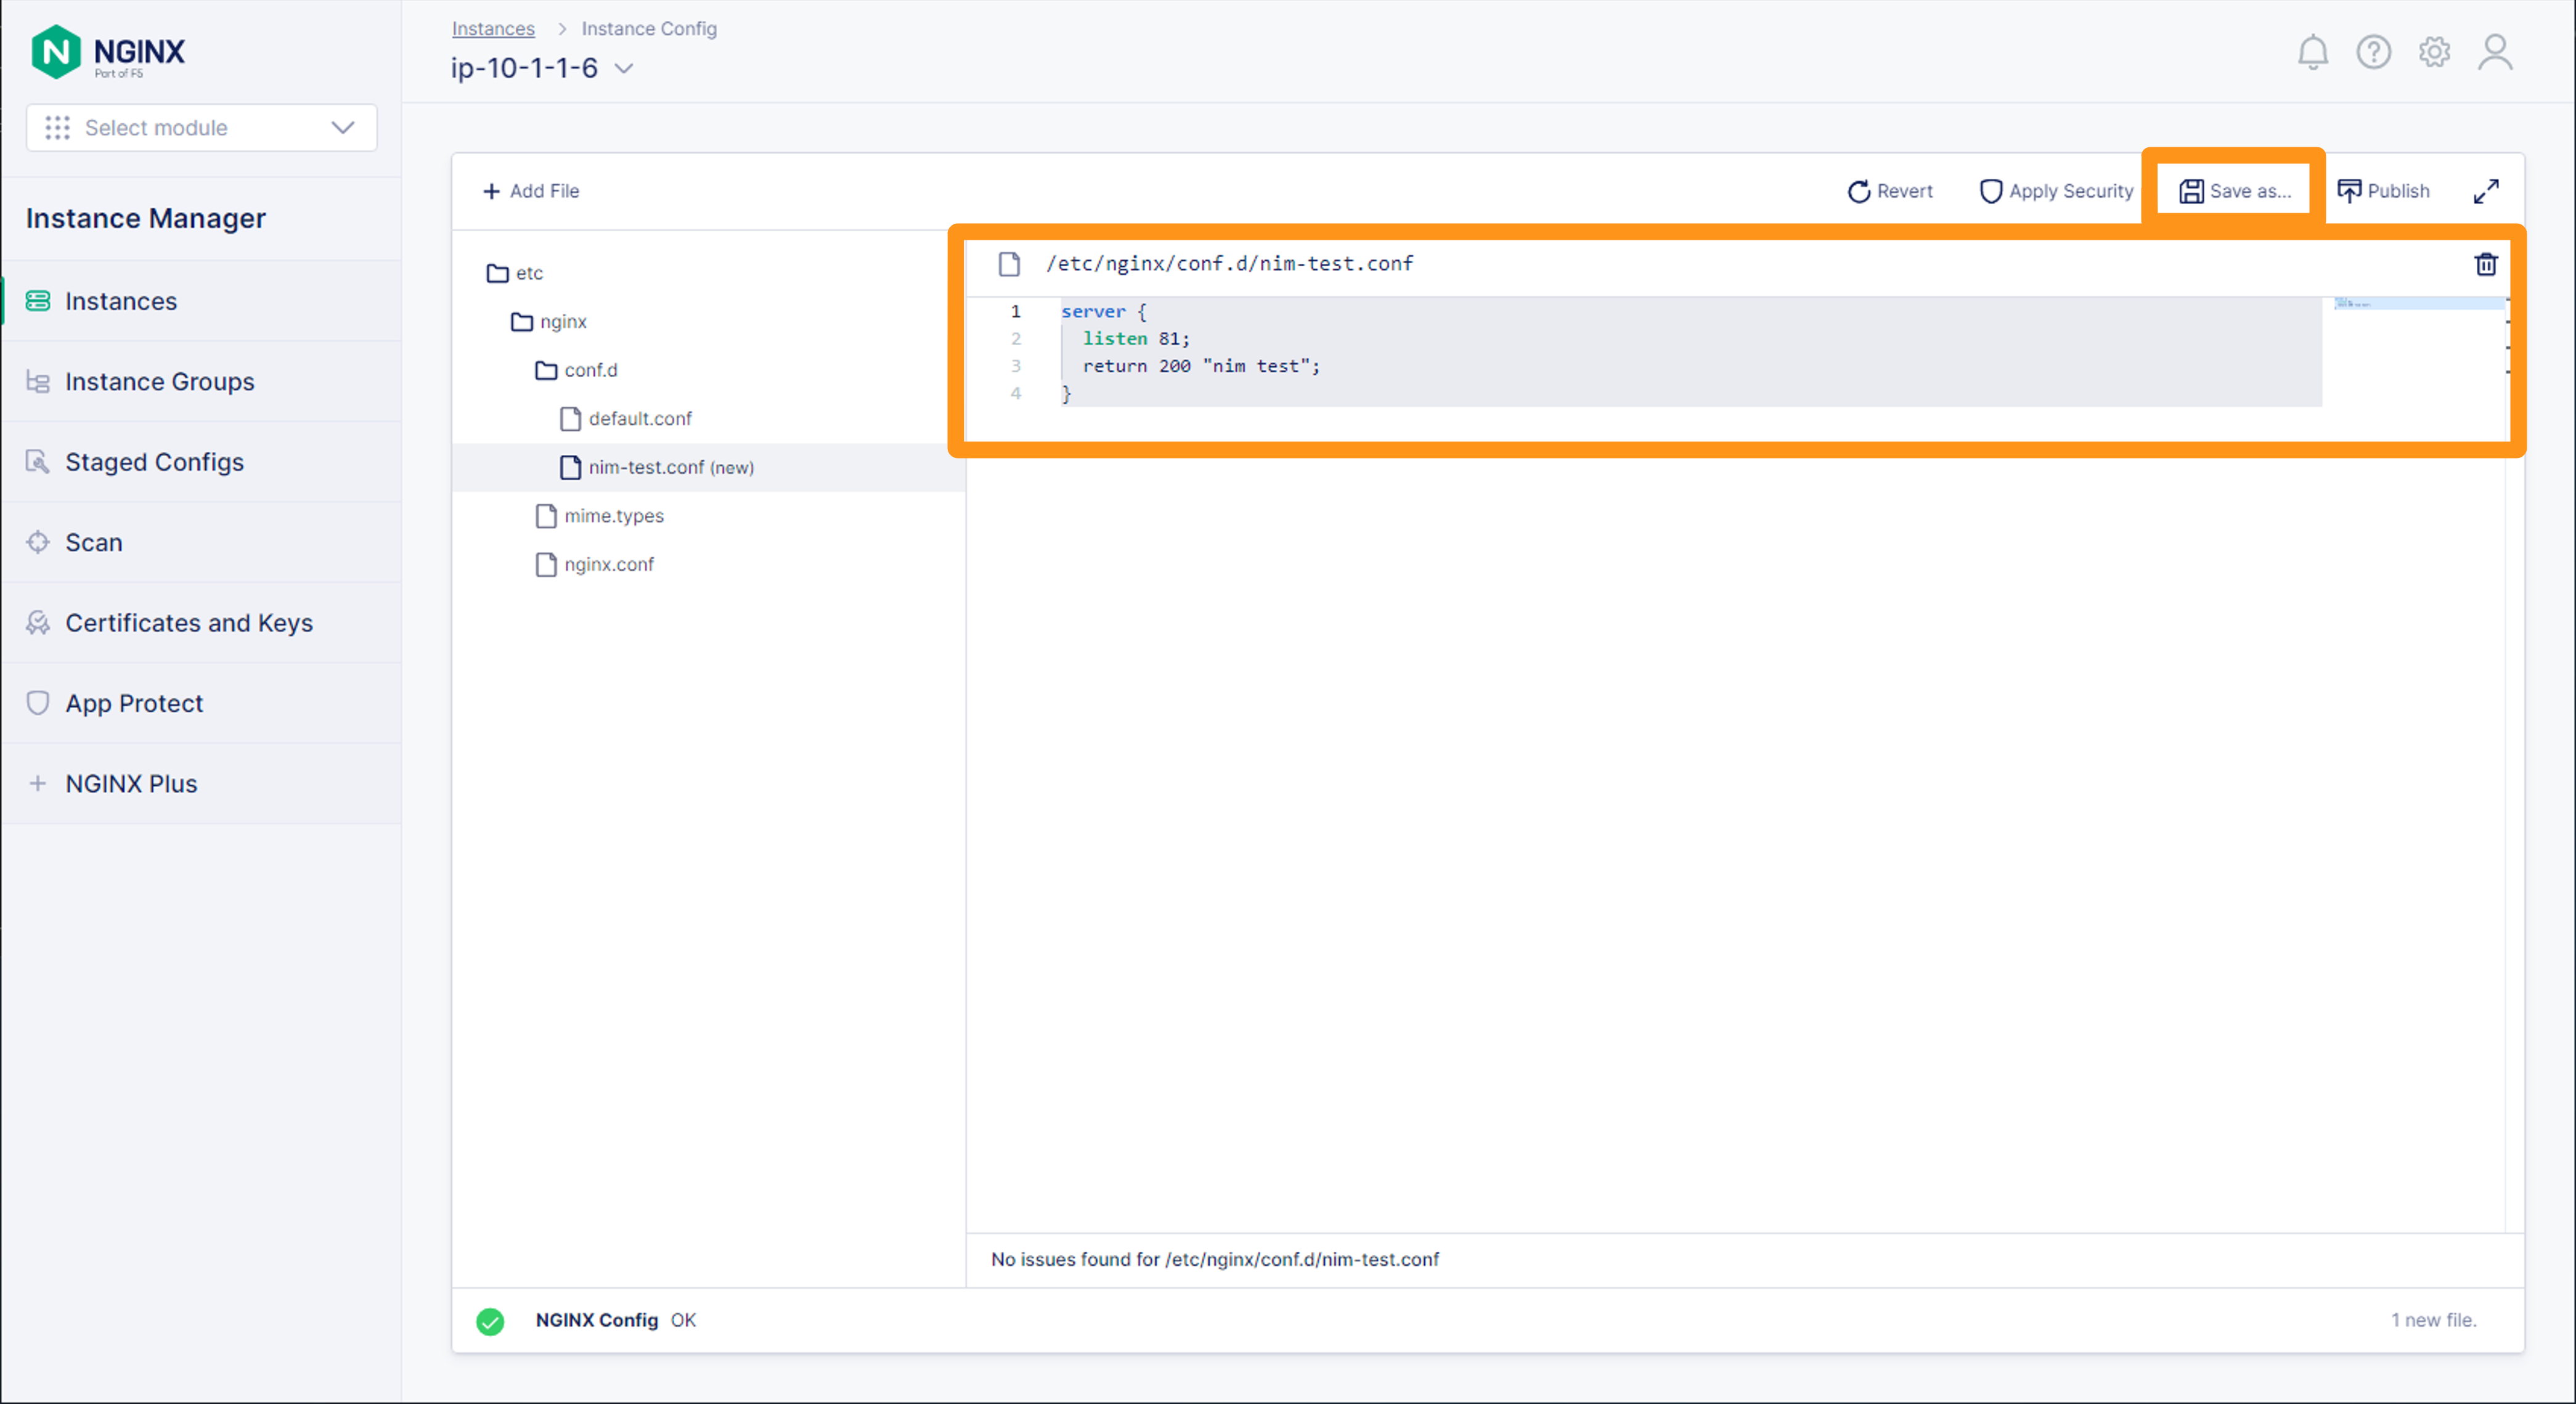 NGINX
Part of F5
Select module
Instance Manager
Instances
Instance Groups
Staged Configs
Scan
Certificates and Keys
App Protect
NGINX Plus
Instances > Instance Config
ip-10-1-1-6
Add File
Revert
Apply Security
Save as...
Publish
etc
nginx
conf.d
default.conf
nim-test.conf (new)
mime.types
nginx.conf
/etc/nginx/conf.d/nim-test.conf
1 server {
2 listen 81;
3 return 200 "nim test";
4 }
No issues found for /etc/nginx/conf.d/nim-test.conf
NGINX Config OK
1 new file.